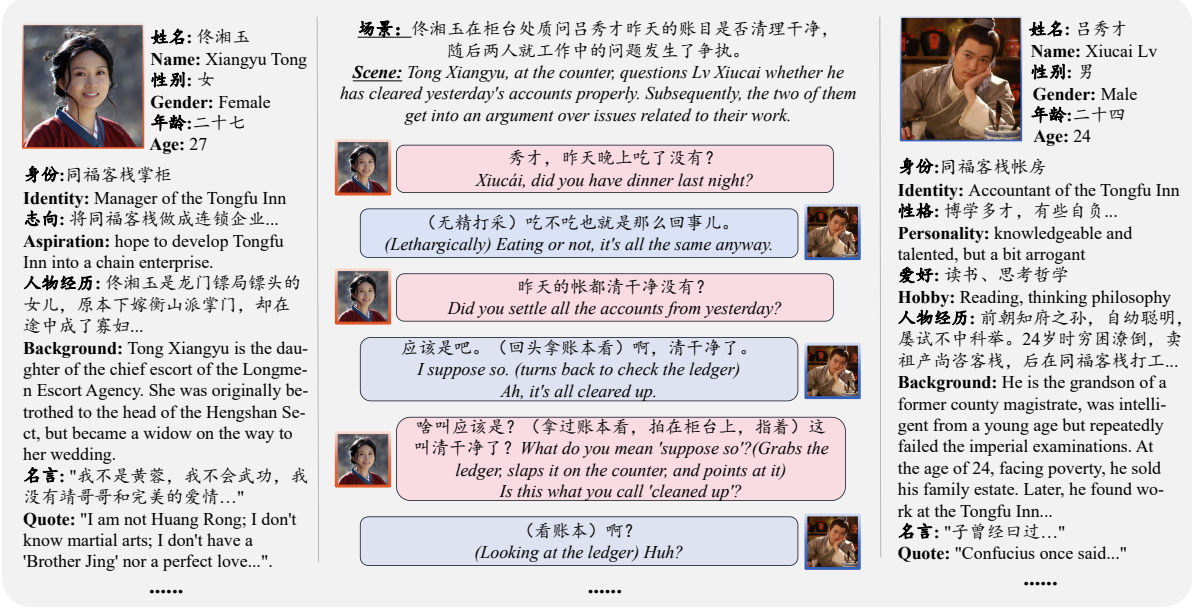 姓名: 佟湘玉
Name: Xiangyu Tong
性别: 女
Gender: Female
年龄:二十七
Age: 27
身份:同福客栈掌柜
Identity: Manager of the Tongfu Inn
志向: 将同福客栈做成连锁企业...
Aspiration: hope to develop Tongfu
Inn into a chain enterprise.
人物经历: 佟湘玉是龙门镖局镖头的
女儿，原本下嫁衡山派掌门，却在
途中成了寡妇...
Background: Tong Xiangyu is the dau-
ghter of the chief escort of the Longme-
n Escort Agency. She was originally be-
trothed to the head of the Hengshan Se-
ct, but became a widow on the way to
her wedding.
名言: "我不是黄蓉，我不会武功，我
没有靖哥哥和完美的爱情…"
Quote: "I am not Huang Rong; I don't
know martial arts; I don't have a
'Brother Jing' nor a perfect love...".
......
场景：佟湘玉在柜台处质问吕秀才昨天的账目是否清理干净，
随后两人就工作中的问题发生了争执。
Scene: Tong Xiangyu, at the counter, questions Lv Xiucai whether he
has cleared yesterday's accounts properly. Subsequently, the two of them
get into an argument over issues related to their work.
秀才，昨天晚上吃了没有？
Xiucái, did you have dinner last night?
（无精打采）吃不吃也就是那么回事儿。
(Lethargically) Eating or not, it's all the same anyway.
昨天的帐都清干净没有？
Did you settle all the accounts from yesterday?
应该是吧。（回头拿账本看）啊，清干净了。
I suppose so. (turns back to check the ledger)
Ah, it's all cleared up.
啥叫应该是？（拿过账本看，拍在柜台上，指着）这
叫清干净了？What do you mean 'suppose so'?(Grabs the
ledger, slaps it on the counter, and points at it)
Is this what you call 'cleaned up'?
（看账本）啊？
(Looking at the ledger) Huh?
......
姓名: 吕秀才
Name: Xiucai Lv
性别: 男
Gender: Male
年龄:二十四
Age: 24
身份:同福客栈帐房
Identity: Accountant of the Tongfu Inn
性格: 博学多才，有些自负...
Personality: knowledgeable and
talented, but a bit arrogant
爱好: 读书、思考哲学
Hobby: Reading, thinking philosophy
人物经历: 前朝知府之孙，自幼聪明，
屡试不中科举。24岁时穷困潦倒，卖
祖产尚咨客栈，后在同福客栈打工...
Background: He is the grandson of a
former county magistrate, was intelli-
gent from a young age but repeatedly
failed the imperial examinations. At
the age of 24, facing poverty, he sold
his family estate. Later, he found wo-
rk at the Tongfu Inn...
名言: "子曾经曰过…"
Quote: "Confucius once said..."
......